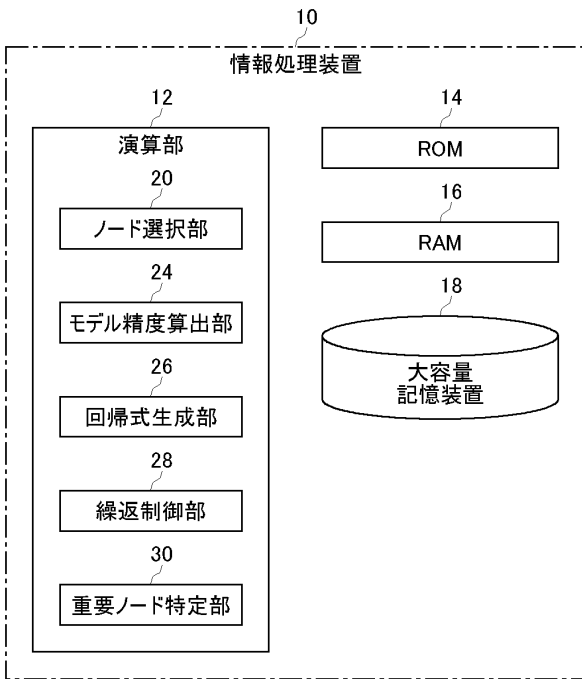 10
情報処理装置
12
演算部
20
ノード選択部
24
モデル精度算出部
26
回帰式生成部
28
繰返制御部
30
重要ノード特定部
14
ROM
16
RAM
18
大容量
記憶装置